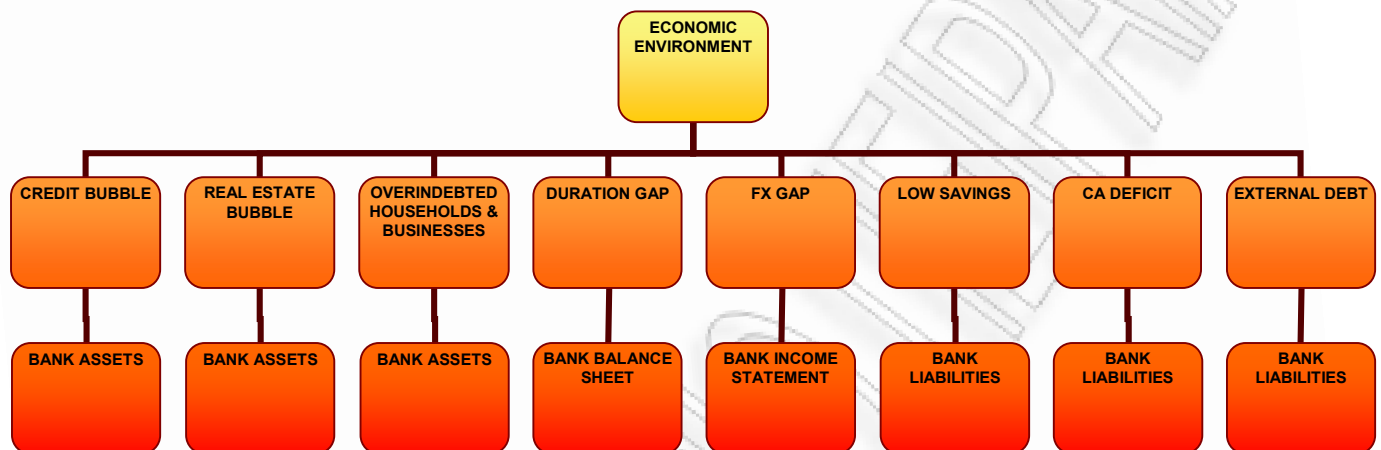 ECONOMIC
ENVIRONMENT
CREDIT BUBBLE
REAL ESTATE
BUBBLE
OVERINDEBTED
HOUSEHOLDS &
BUSINESSES
DURATION GAP
FX GAP
LOW SAVINGS
CA DEFICIT
EXTERNAL DEBT
BANK ASSETS
BANK ASSETS
BANK ASSETS
BANK BALANCE
SHEET
BANK INCOME
STATEMENT
BANK
LIABILITIES
BANK
LIABILITIES
BANK
LIABILITIES